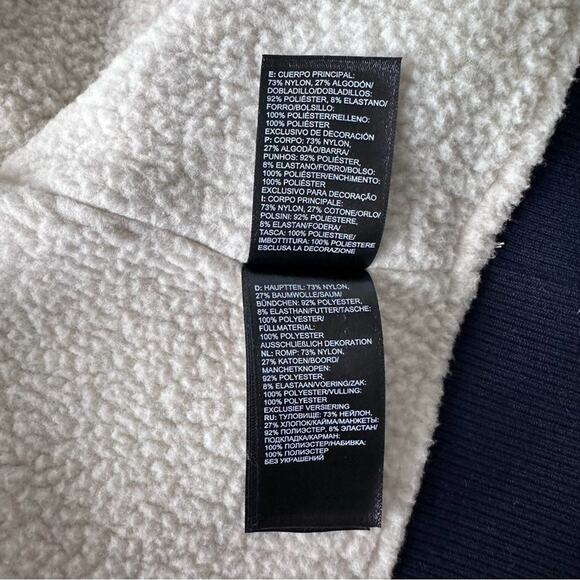 E: CUERPO PRINCIPAL:
73% NYLON, 27% ALGODÓN/
DOBLADILLO/DOBLADILLOS:
92% POLIÉSTER, 8% ELASTANO/
FORRO/BOLSILLO:
100% POLIÉSTER/RELLENO:
100% POLIÉSTER
EXCLUSIVO DE DECORACIÓN
P: CORPO: 73% NYLON,
27% ALGODÃO/BARRA/
PUNHOS: 92% POLIÉSTER,
8% ELASTANO/FORRO/BOLSO:
100% POLIÉSTER/ENCHIMENTO:
100% POLIÉSTER
EXCLUSIVO PARA DECORAÇÃO
I: CORPO PRINCIPALE:
73% NYLON, 27% COTONE/ORLO/
POLSINI: 92% POLIESTERE,
8% ELASTAN/FODERA/
TASCA: 100% POLIESTERE/
IMBOTTITURA: 100% POLIESTERE
ESCLUSA LA DECORAZIONE
D: HAUPTTEIL: 73% NYLON,
27% BAUMWOLLE/SAUM/
BÜNDCHEN: 92% POLYESTER,
8% ELASTHAN/FUTTER/TASCHE:
100% POLYESTER/
FÜLLMATERIAL:
100% POLYESTER
AUSSCHLIEßLICH DEKORATION
NL: ROMP: 73% NYLON,
27% KATOEN/BOORD/
MANCHETKNOPEN:
92% POLYESTER,
8% ELASTAAN/VOERING/ZAK:
100% POLYESTER/VULLING:
100% POLYESTER
EXCLUSIEF VERSIERING
RU: ТУЛОВИЩЕ: 73% НЕЙЛОН,
27% ХЛОПОК/КАЙМА/МАНЖЕТЫ:
92% ПОЛИЭСТЕР, 8% ЭЛАСТАН/
ПОДКЛАДКА/КАРМАН:
100% ПОЛИЭСТЕР/НАБИВКА:
100% ПОЛИЭСТЕР
БЕЗ УКРАШЕНИЙ